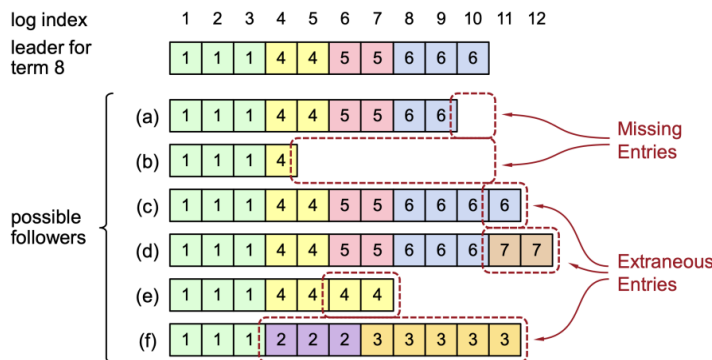 log index 1 2 3 4 5 6 7 8 9 10 11 12
leader for
term 8
1 1 1 4 4 5 5 6 6 6
possible
followers
(a) 1 1 1 4 4 5 5 6 6
(b) 1 1 1 4
(c) 1 1 1 4 4 5 5 6 6 6 6
(d) 1 1 1 4 4 5 5 6 6 6 7 7
(e) 1 1 1 4 4 4 4
(f) 1 1 1 2 2 2 3 3 3 3 3
Missing
Entries
Extraneous
Entries